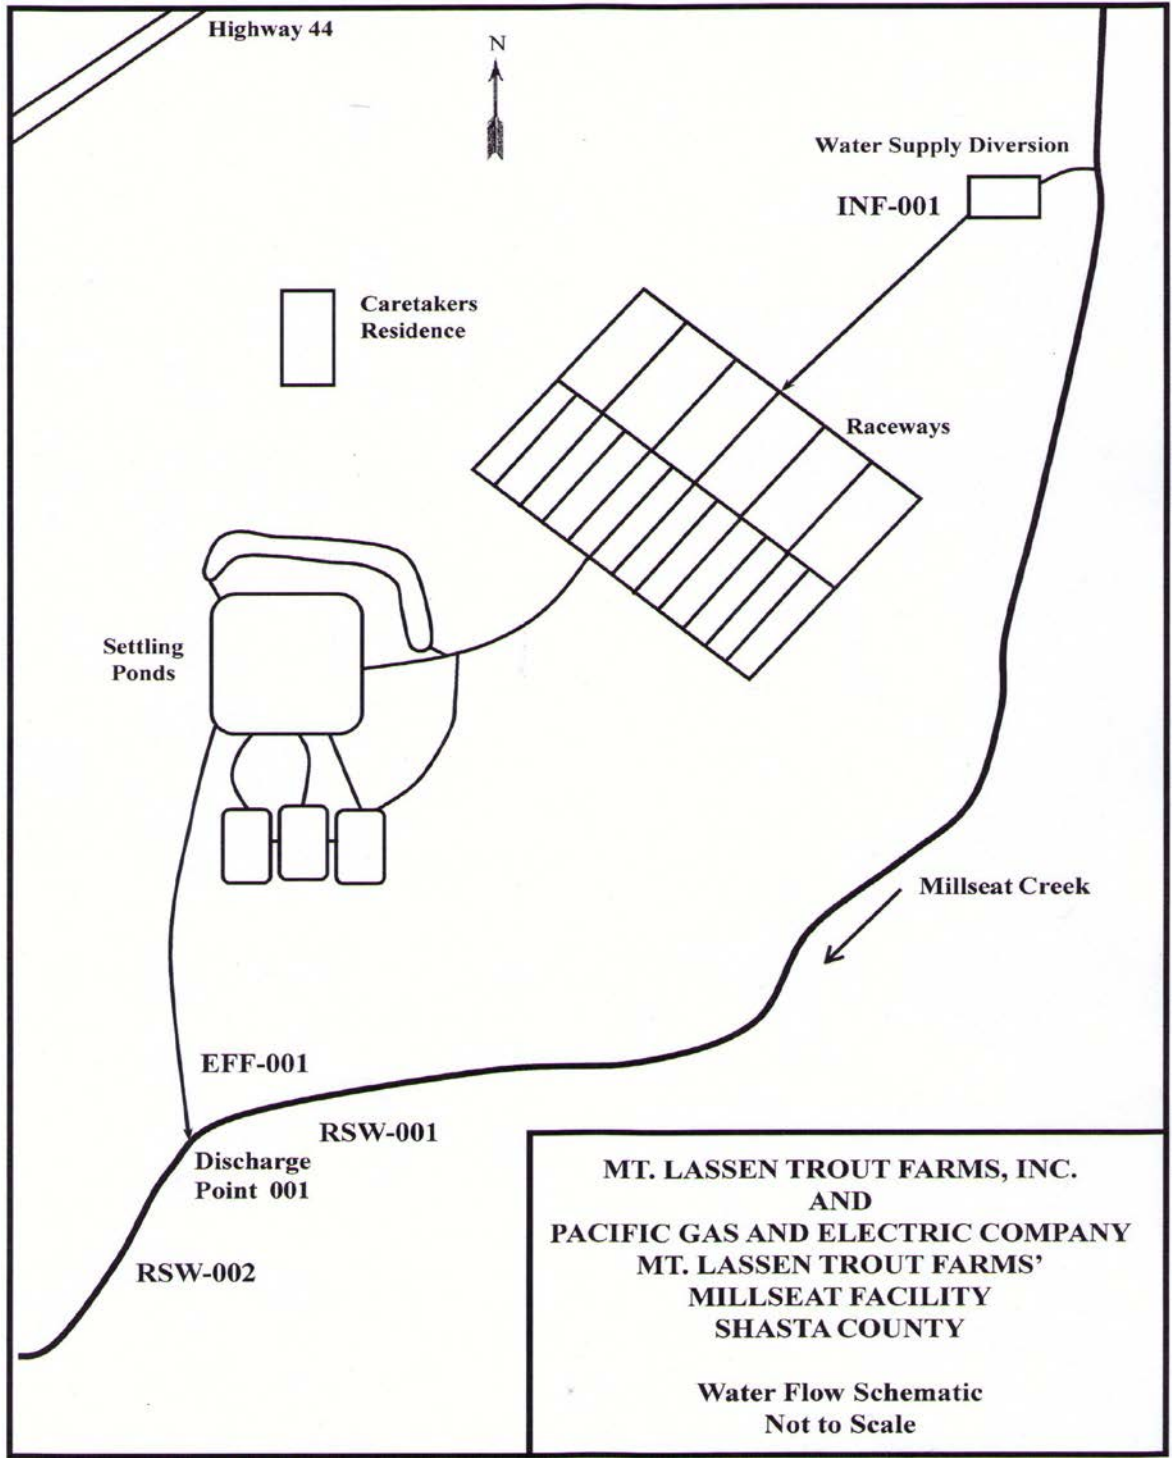 Highway 44
N
Water Supply Diversion
INF-001
Caretakers
Residence
Raceways
Settling
Ponds
Millseat Creek
EFF-001
RSW-001
Discharge
Point 001
RSW-002
MT. LASSEN TROUT FARMS, INC.
AND
PACIFIC GAS AND ELECTRIC COMPANY
MT. LASSEN TROUT FARMS'
MILLSEAT FACILITY
SHASTA COUNTY
Water Flow Schematic
Not to Scale